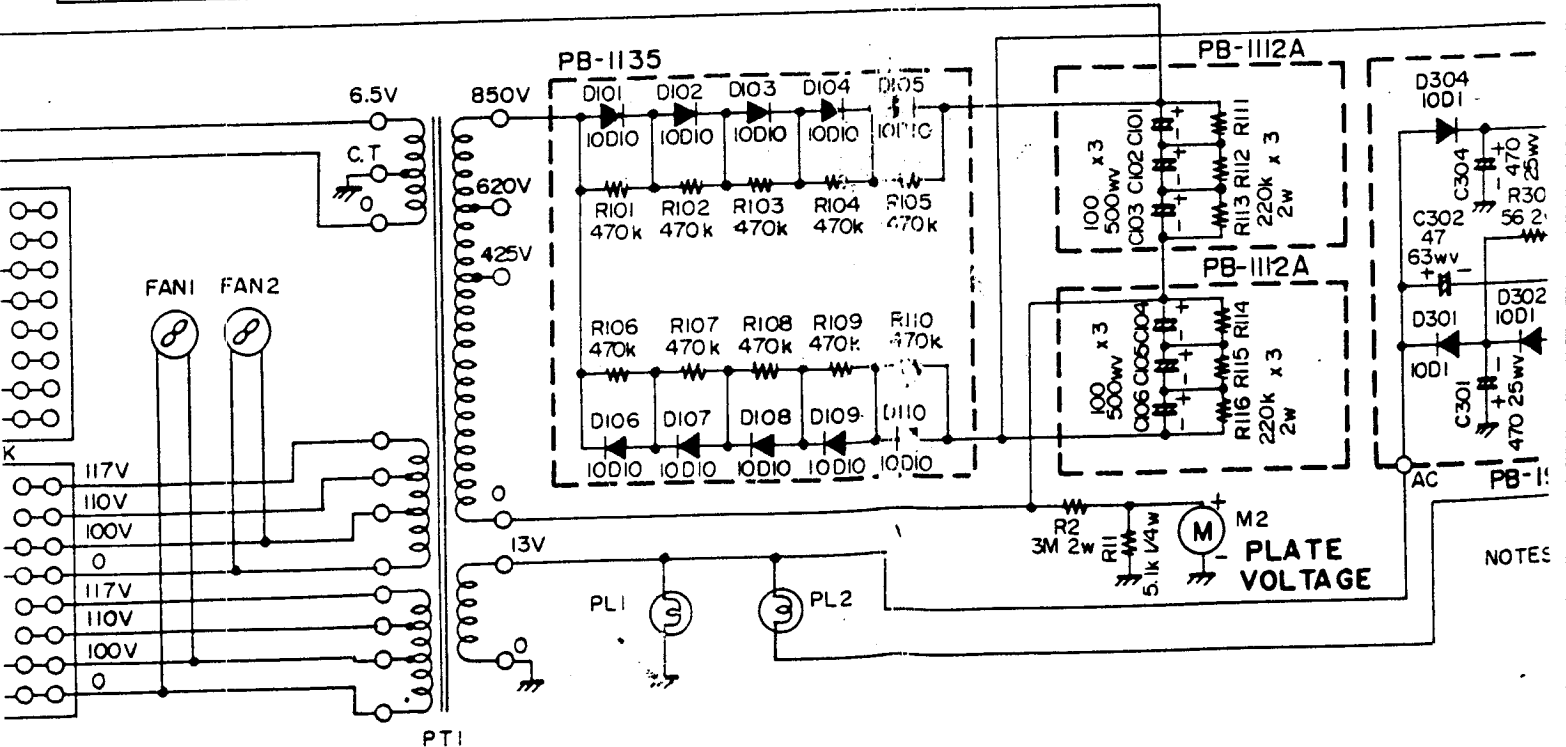 PB-1135
PB-1112A
6.5V
850V
D101 D102 D103 D104 D105
10D10 10D10 10D10 10D10
D304
10D1
C.T
0
620V
425V
R101 R102 R103 R104 R105
470k 470k 470k 470k 470k
100 x3
500wv
C103 C102 C101
R113 R112 R111
220k x 3
2w
C304
470
25wv
C302
47
63wv
PB-1112A
FAN1 FAN2
R106 R107 R108 R109 R110
470k 470k 470k 470k 470k
D106 D107 D108 D109 D110
10D10 10D10 10D10 10D10 10D10
100 x3
500wv
C106 C105 C104
R116 R115 R114
220k x3
2w
D301
10D1
D302
10D1
C301
470 25wv
K
117V
110V
100V
0
117V
110V
100V
0
0
13V
0
PL1
PL2
R2
3M 2w
R11
5.1k 1/4w
M
M2
PLATE
VOLTAGE
AC
NOTES
PT1